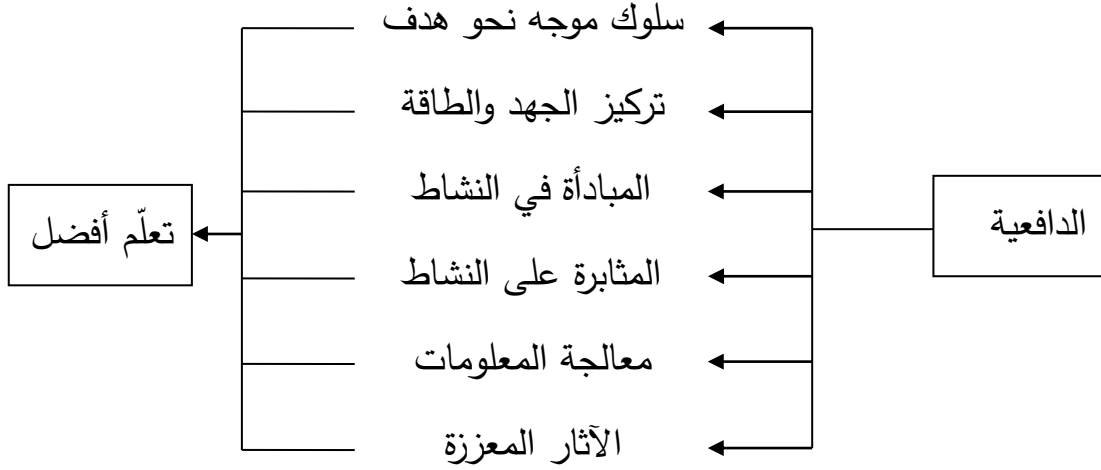 الدافعية
سلوك موجه نحو هدف
تركيز الجهد والطاقة
المبادأة في النشاط
المثابرة على النشاط
معالجة المعلومات
الآثار المعززة
تعلّم أفضل